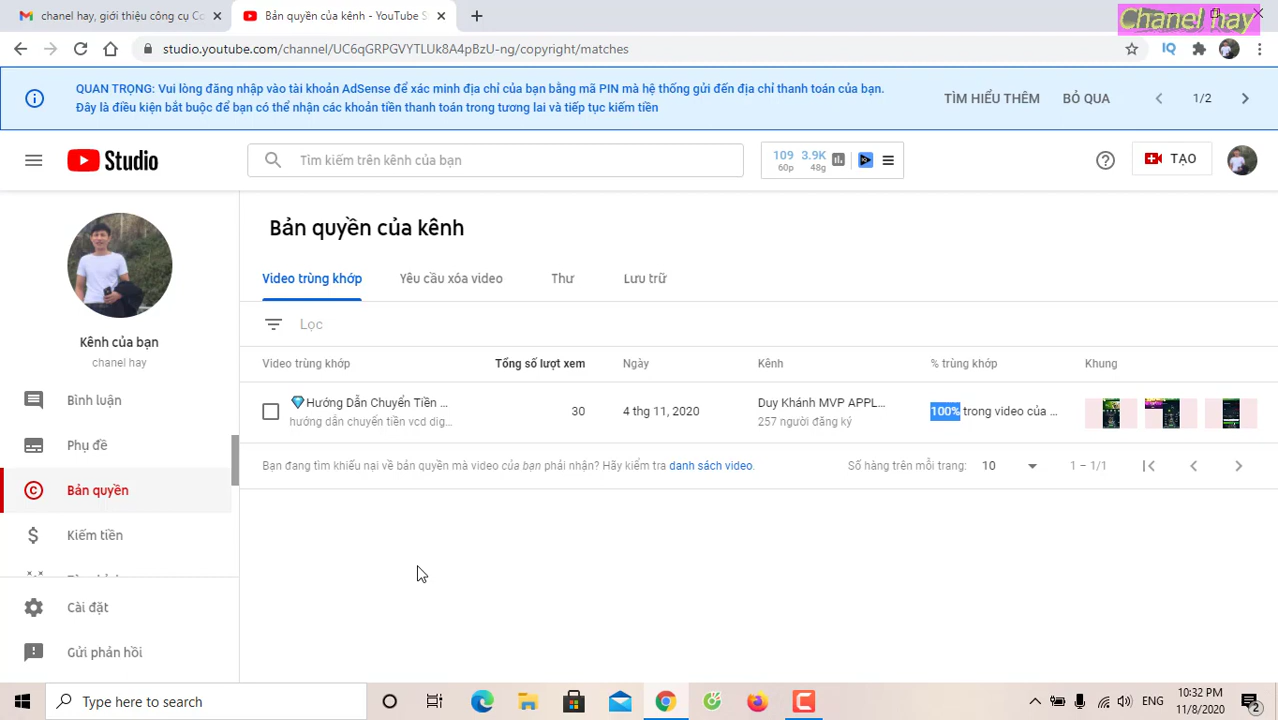 chanel hay, giới thiệu công cụ Co
Bản quyền của kênh - YouTube S
Chanel hay
studio.youtube.com/channel/UC6qGRPGVYTLUk8A4pBzU-ng/copyright/matches
IQ
QUAN TRỌNG: Vui lòng đăng nhập vào tài khoản AdSense để xác minh địa chỉ của bạn bằng mã PIN mà hệ thống gửi đến địa chỉ thanh toán của bạn.
Đây là điều kiện bắt buộc để bạn có thể nhận các khoản tiền thanh toán trong tương lai và tiếp tục kiếm tiền
TÌM HIỂU THÊM
BỎ QUA
1/2
Studio
Tìm kiếm trên kênh của bạn
109 3.9K
60p 48g
TẠO
Kênh của bạn
chanel hay
Bình luận
Phụ đề
Bản quyền
Kiếm tiền
Cài đặt
Gửi phản hồi
Bản quyền của kênh
Video trùng khớp
Yêu cầu xóa video
Thư
Lưu trữ
Lọc
Video trùng khớp Tổng số lượt xem Ngày Kênh % trùng khớp Khung
💎Hướng Dẫn Chuyển Tiền ...
hướng dẫn chuyển tiền vcd dig...
30
4 thg 11, 2020
Duy Khánh MVP APPL...
257 người đăng ký
100% trong video của ...
Bạn đang tìm khiếu nại về bản quyền mà video của bạn phải nhận? Hãy kiểm tra danh sách video.
Số hàng trên mỗi trang: 10
1 – 1/1
Type here to search
ENG
10:32 PM
11/8/2020
2